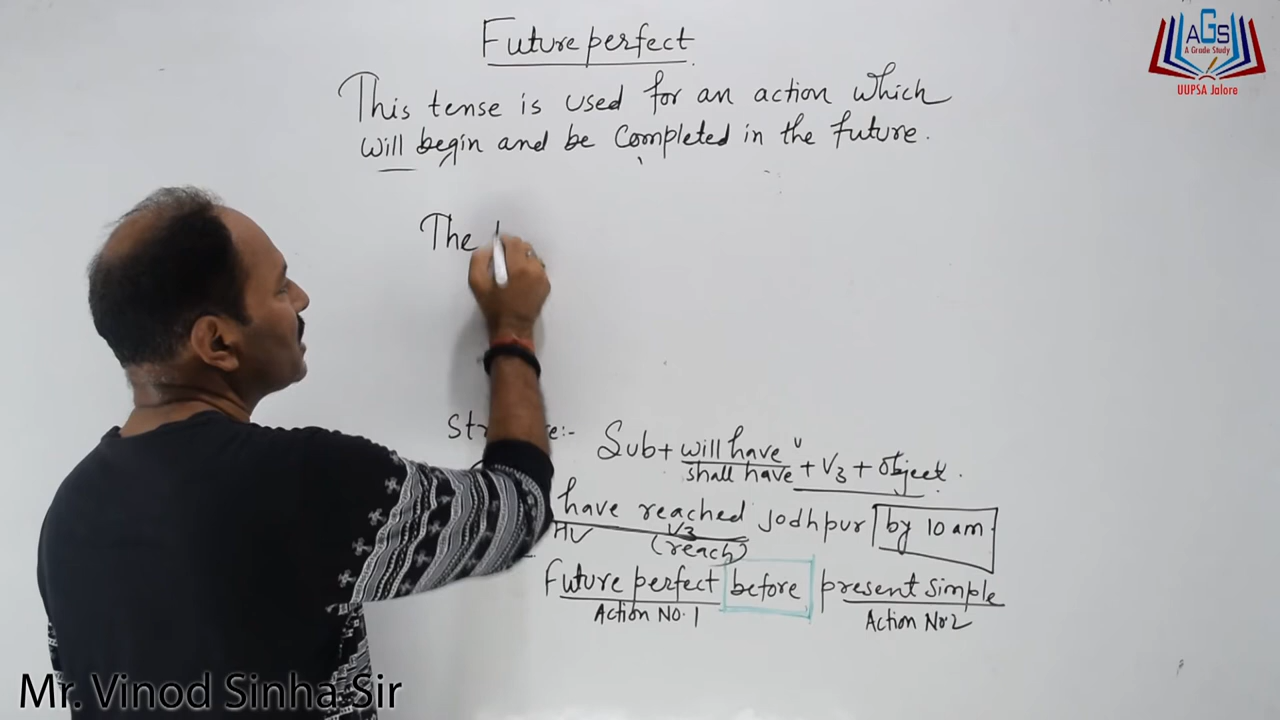 Future perfect
AGS
A Grade Study
UUPSA Jalore
This tense is used for an action which
will begin and be completed in the future.
The
Sub + will have
shall have + V3 + object.
have reached Jodhpur by 10 am.
HV V3
(reach)
Future perfect before present simple
Action No. 1 Action No 2
Mr. Vinod Sinha Sir